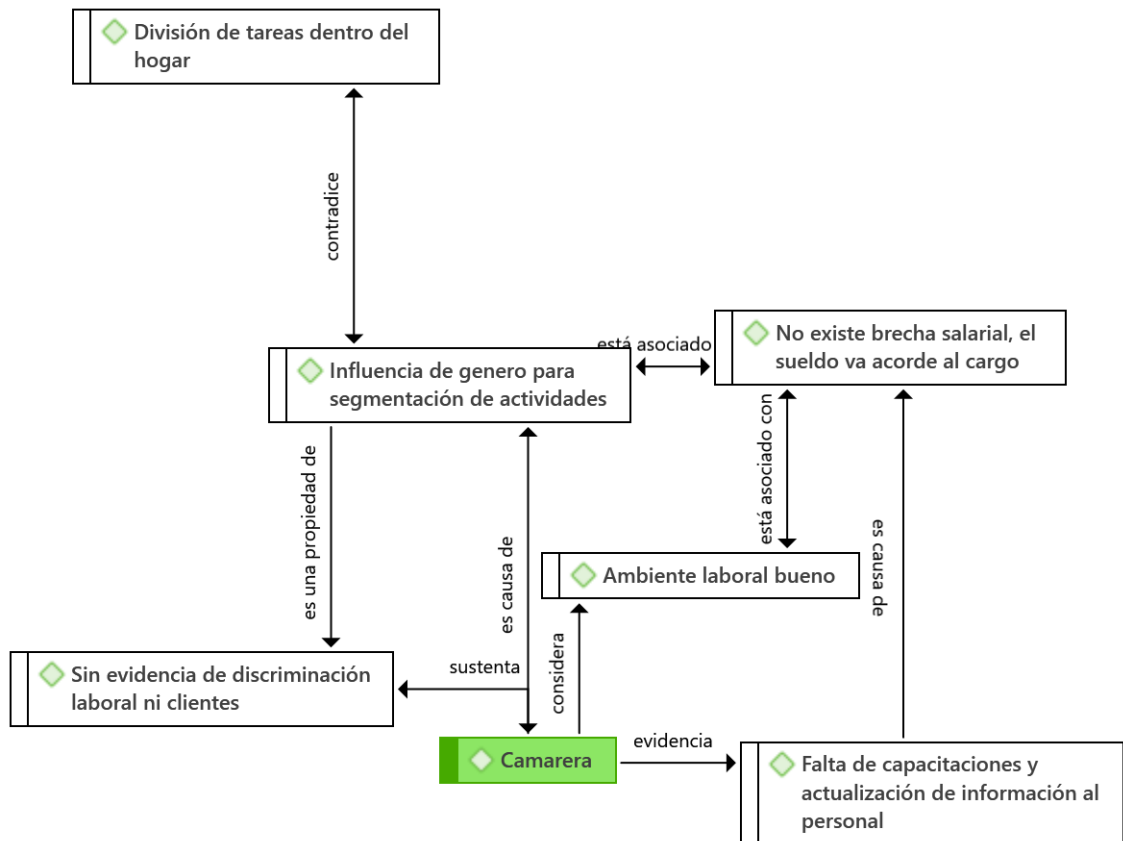 División de tareas dentro del
hogar
contradice
está asociado
No existe brecha salarial, el
sueldo va acorde al cargo
Influencia de genero para
segmentación de actividades
es una propiedad de
es causa de
está asociado con
es causa de
Ambiente laboral bueno
considera
sustenta
Sin evidencia de discriminación
laboral ni clientes
Camarera
evidencia
Falta de capacitaciones y
actualización de información al
personal